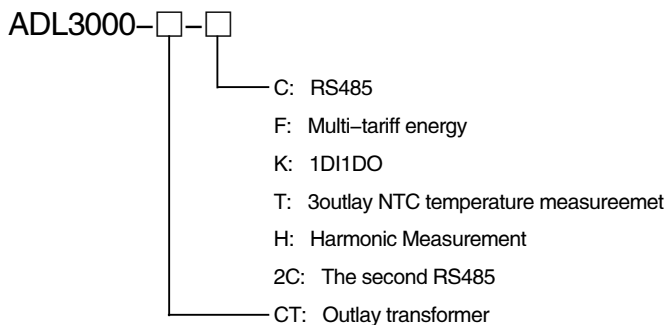 ADL3000–□–□
C: RS485
F: Multi–tariff energy
K: 1DI1DO
T: 3outlay NTC temperature measureemet
H: Harmonic Measurement
2C: The second RS485
CT: Outlay transformer